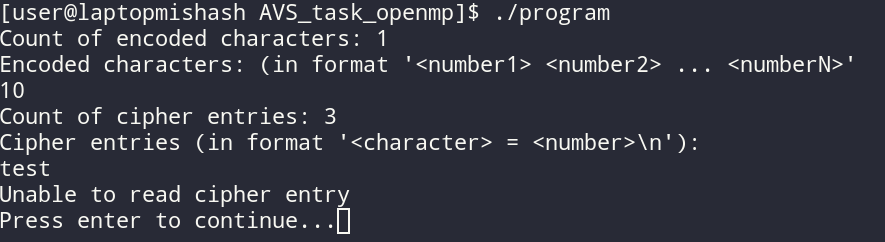 [user@laptopmishash AVS_task_openmp]$ ./program
Count of encoded characters: 1
Encoded characters: (in format '<number1> <number2> ... <numberN>'
10
Count of cipher entries: 3
Cipher entries (in format '<character> = <number>\n'):
test
Unable to read cipher entry
Press enter to continue...